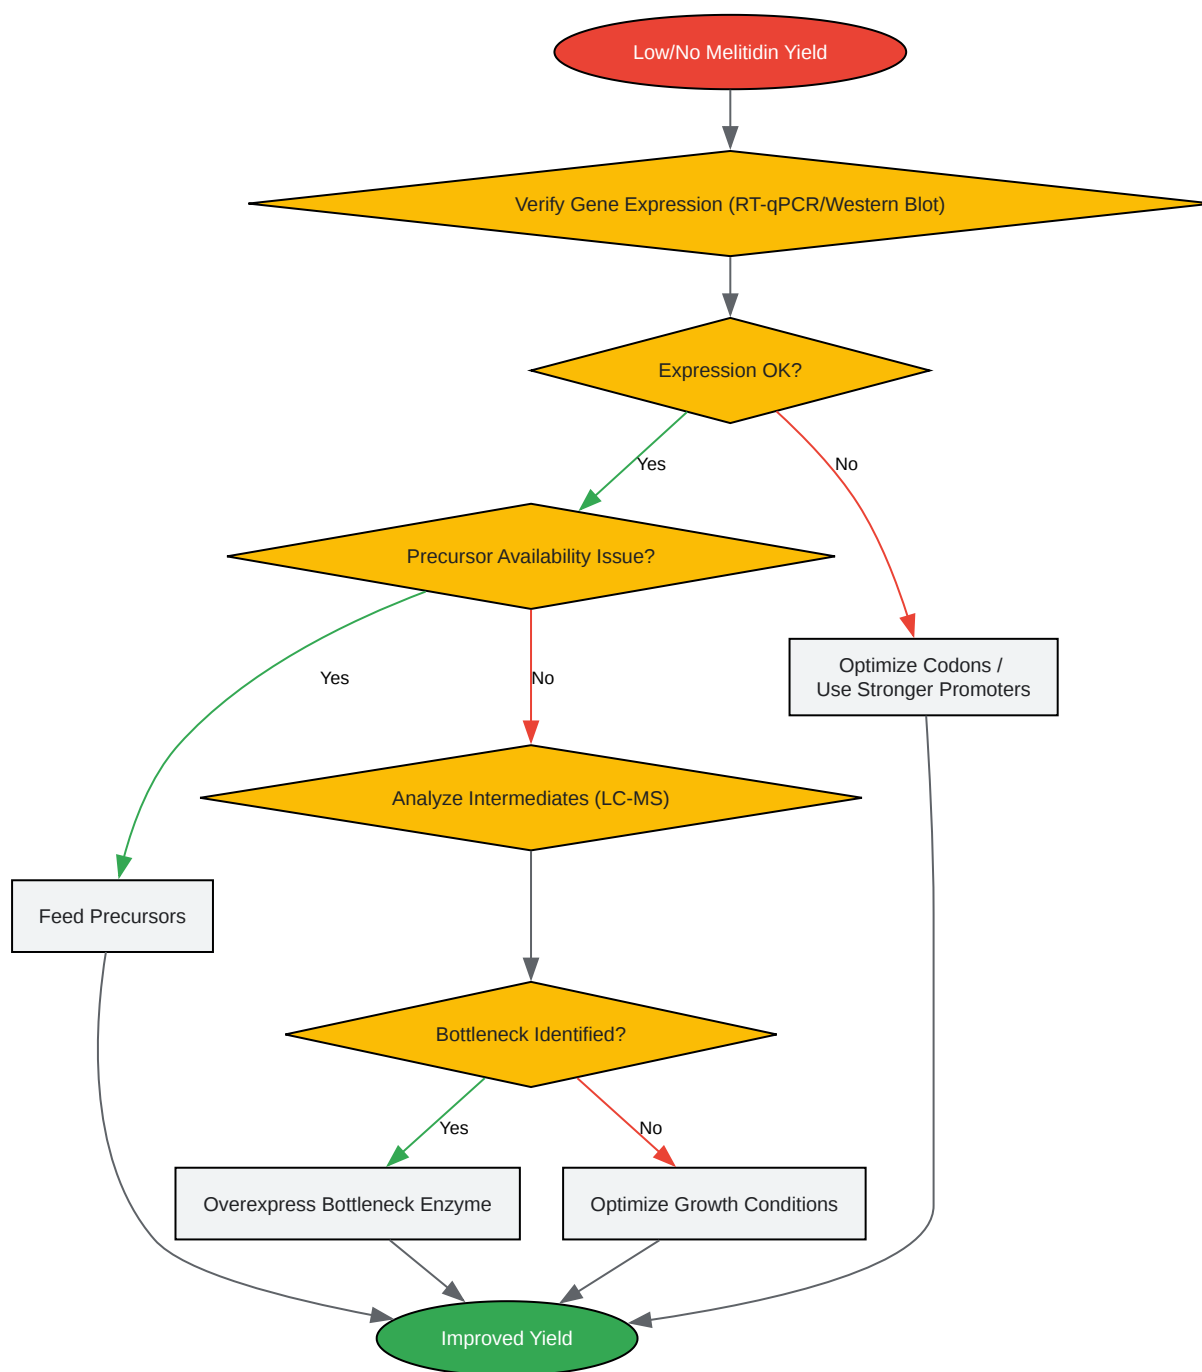 Low/No Melitidin Yield
Verify Gene Expression (RT-qPCR/Western Blot)
Expression OK?
Yes
No
Precursor Availability Issue?
Optimize Codons /
Use Stronger Promoters
Yes
No
Analyze Intermediates (LC-MS)
Feed Precursors
Bottleneck Identified?
Yes
No
Overexpress Bottleneck Enzyme
Optimize Growth Conditions
Improved Yield